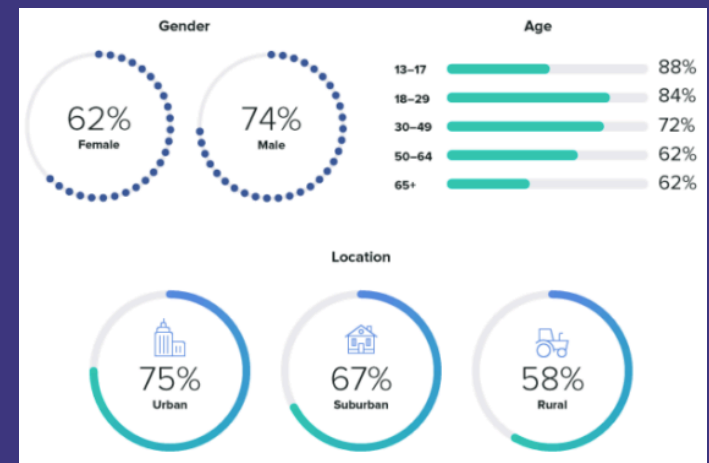 Gender
62%
Female
74%
Male
Age
13–17 88%
18–29 84%
30–49 72%
50–64 62%
65+ 62%
Location
75%
Urban
67%
Suburban
58%
Rural